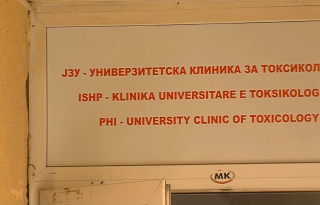 ЈЗУ - УНИВЕРЗИТЕТСКА КЛИНИКА ЗА ТОКСИКОЛ
ISHP - KLINIKA UNIVERSITARE E TOKSIKOLOG
PHI - UNIVERSITY CLINIC OF TOXICOLOGY
MK